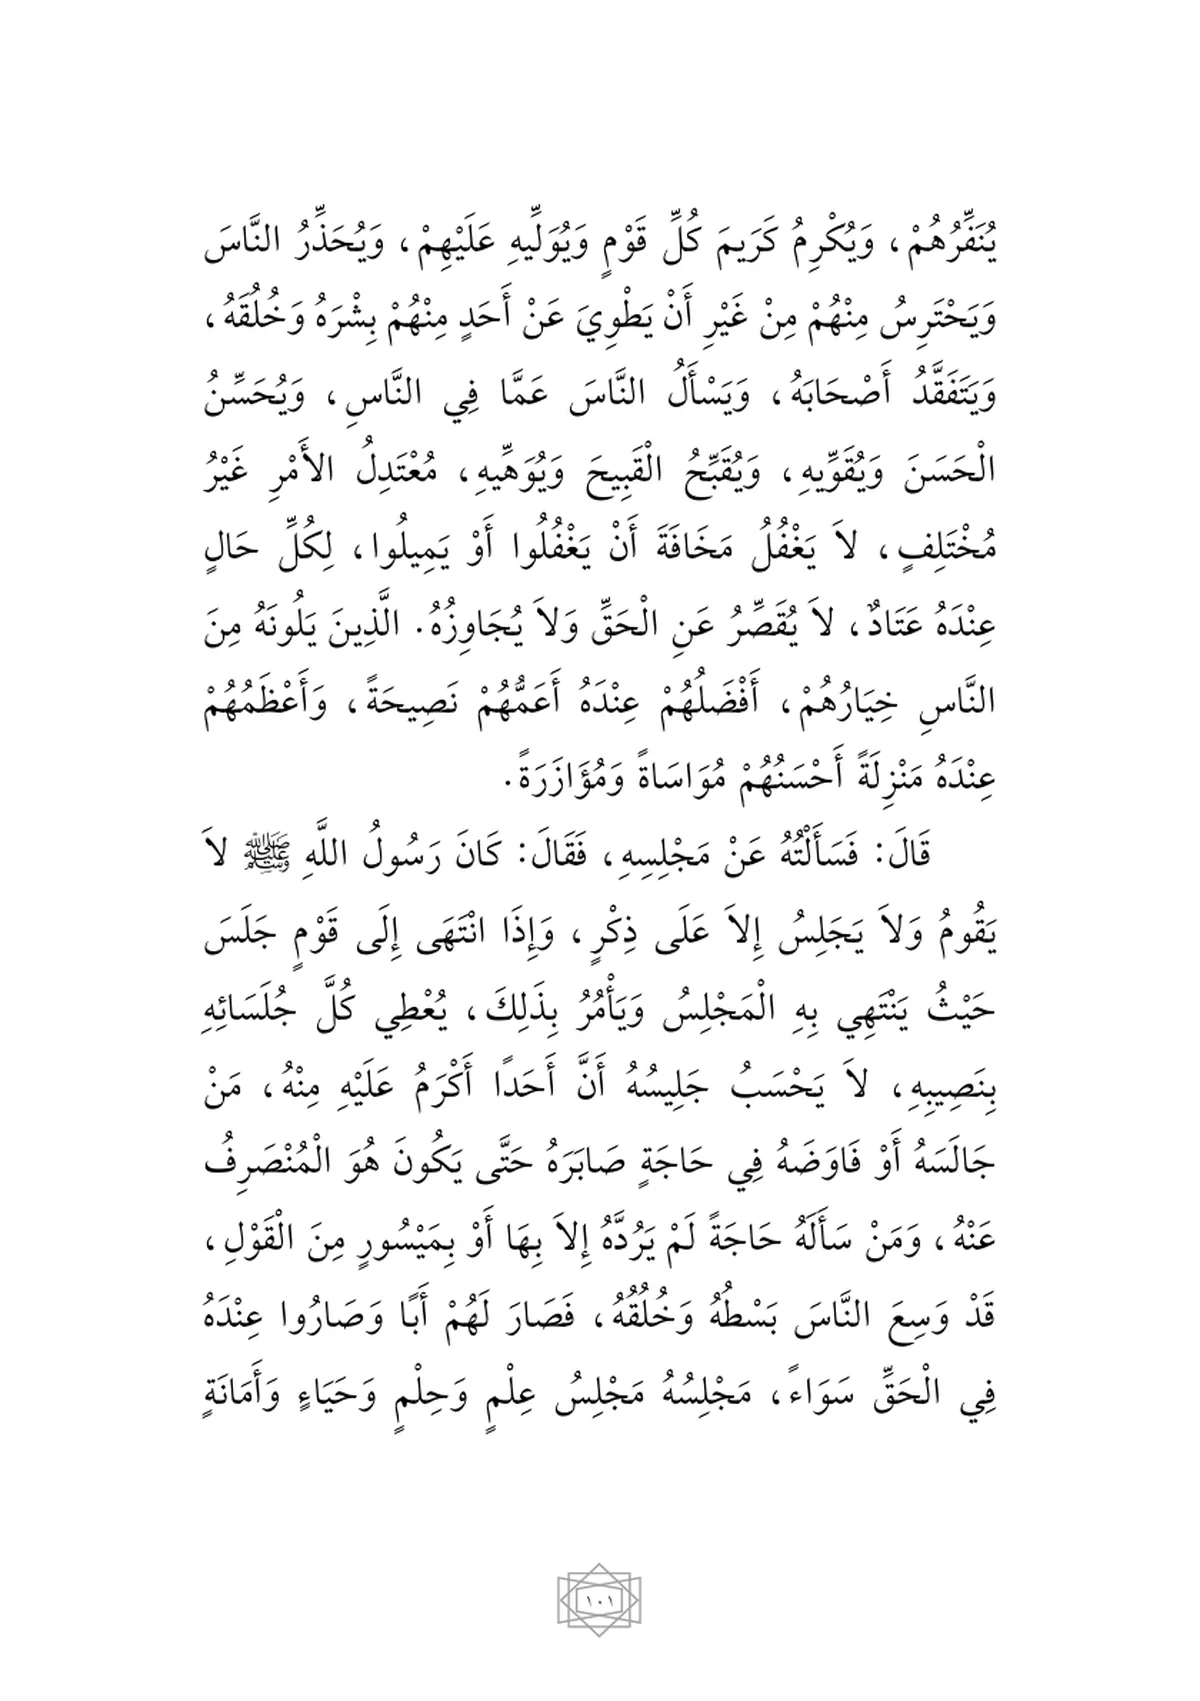 يُنَفِّرُهُمْ، وَيُكْرِمُ كَرَيمَ كُلِّ قَوْمٍ وَيُوَلِّيهِ عَلَيْهِمْ، وَيُحَذِّرُ النَّاسَ
وَيَحْتَرِسُ مِنْهُمْ مِنْ غَيْرِ أَنْ يَطْوِيَ عَنْ أَحَدٍ مِنْهُمْ بِشْرَهُ وَخُلُقَهُ،
وَيَتَفَقَّدُ أَصْحَابَهُ، وَيَسْأَلُ النَّاسَ عَمَّا فِي النَّاسِ، وَيُحَسِّنُ
الْحَسَنَ وَيُقَوِّيهِ، وَيُقَبِّحُ الْقَبِيحَ وَيُوَهِّيهِ، مُعْتَدِلُ الأَمْرِ غَيْرُ
مُخْتَلِفٍ، لاَ يَغْفُلُ مَخَافَةَ أَنْ يَغْفُلُوا أَوْ يَمِيلُوا، لِكُلِّ حَالٍ
عِنْدَهُ عَتَادٌ، لاَ يُقَصِّرُ عَنِ الْحَقِّ وَلاَ يُجَاوِزُهُ. الَّذِينَ يَلُونَهُ مِنَ
النَّاسِ خِيَارُهُمْ، أَفْضَلُهُمْ عِنْدَهُ أَعَمُّهُمْ نَصِيحَةً، وَأَعْظَمُهُمْ
عِنْدَهُ مَنْزِلَةً أَحْسَنُهُمْ مُوَاسَاةً وَمُؤَازَرَةً.
قَالَ: فَسَأَلْتُهُ عَنْ مَجْلِسِهِ، فَقَالَ: كَانَ رَسُولُ اللَّهِ ﷺ لاَ
يَقُومُ وَلاَ يَجَلِسُ إِلاَ عَلَى ذِكْرٍ، وَإِذَا انْتَهَى إِلَى قَوْمٍ جَلَسَ
حَيْثُ يَنْتَهِي بِهِ الْمَجْلِسُ وَيَأْمُرُ بِذَلِكَ، يُعْطِي كُلَّ جُلَسَائِهِ
بِنَصِيبِهِ، لاَ يَحْسَبُ جَلِيسُهُ أَنَّ أَحَدًا أَكْرَمُ عَلَيْهِ مِنْهُ، مَنْ
جَالَسَهُ أَوْ فَاوَضَهُ فِي حَاجَةٍ صَابَرَهُ حَتَّى يَكُونَ هُوَ الْمُنْصَرِفُ
عَنْهُ، وَمَنْ سَأَلَهُ حَاجَةً لَمْ يَرُدَّهُ إِلاَ بِهَا أَوْ بِمَيْسُورٍ مِنَ الْقَوْلِ،
قَدْ وَسِعَ النَّاسَ بَسْطُهُ وَخُلُقُهُ، فَصَارَ لَهُمْ أَبًا وَصَارُوا عِنْدَهُ
فِي الْحَقِّ سَوَاءً، مَجْلِسُهُ مَجْلِسُ عِلْمٍ وَحِلْمٍ وَحَيَاءٍ وَأَمَانَةٍ
١٠١